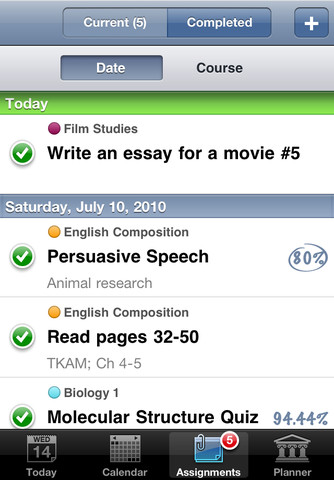 Current (5) Completed +
Date Course
Today
Film Studies
Write an essay for a movie #5
Saturday, July 10, 2010
English Composition
Persuasive Speech 80%
Animal research
English Composition
Read pages 32-50
TKAM; Ch 4-5
Biology 1
Molecular Structure Quiz 94.44%
WED
14
5
Today Calendar Assignments Planner